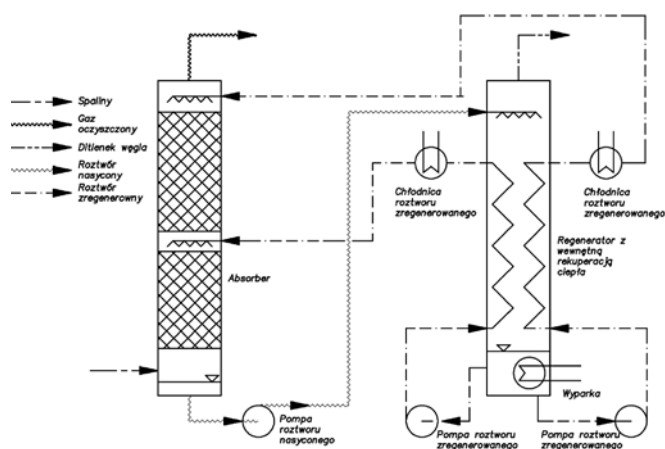 Spaliny
Gaz
oczyszczony
Ditlenek węgla
Roztwór
nasycony
Roztwór
zregenerowny
Absorber
Pompa
roztworu
nasyconego
Chłodnica
roztworu
zregenerowanego
Chłodnica
roztworu
zregenerowanego
Regenerator z
wewnętną
rekuperacją
ciepła
Wyparka
Pompa roztworu
zregenerowanego
Pompa roztworu
zregenerowanego